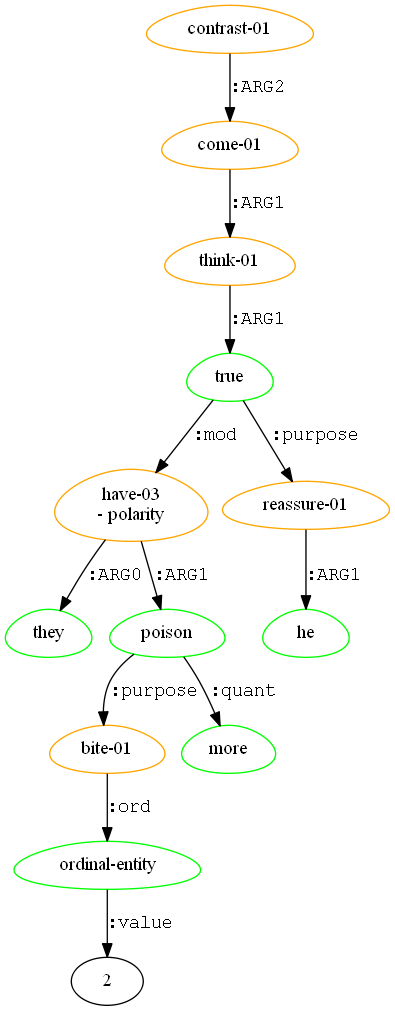 contrast-01
:ARG2
come-01
:ARG1
think-01
:ARG1
true
:mod
:purpose
have-03
- polarity
reassure-01
:ARG0
:ARG1
:ARG1
they
poison
he
:purpose
:quant
bite-01
more
:ord
ordinal-entity
:value
2